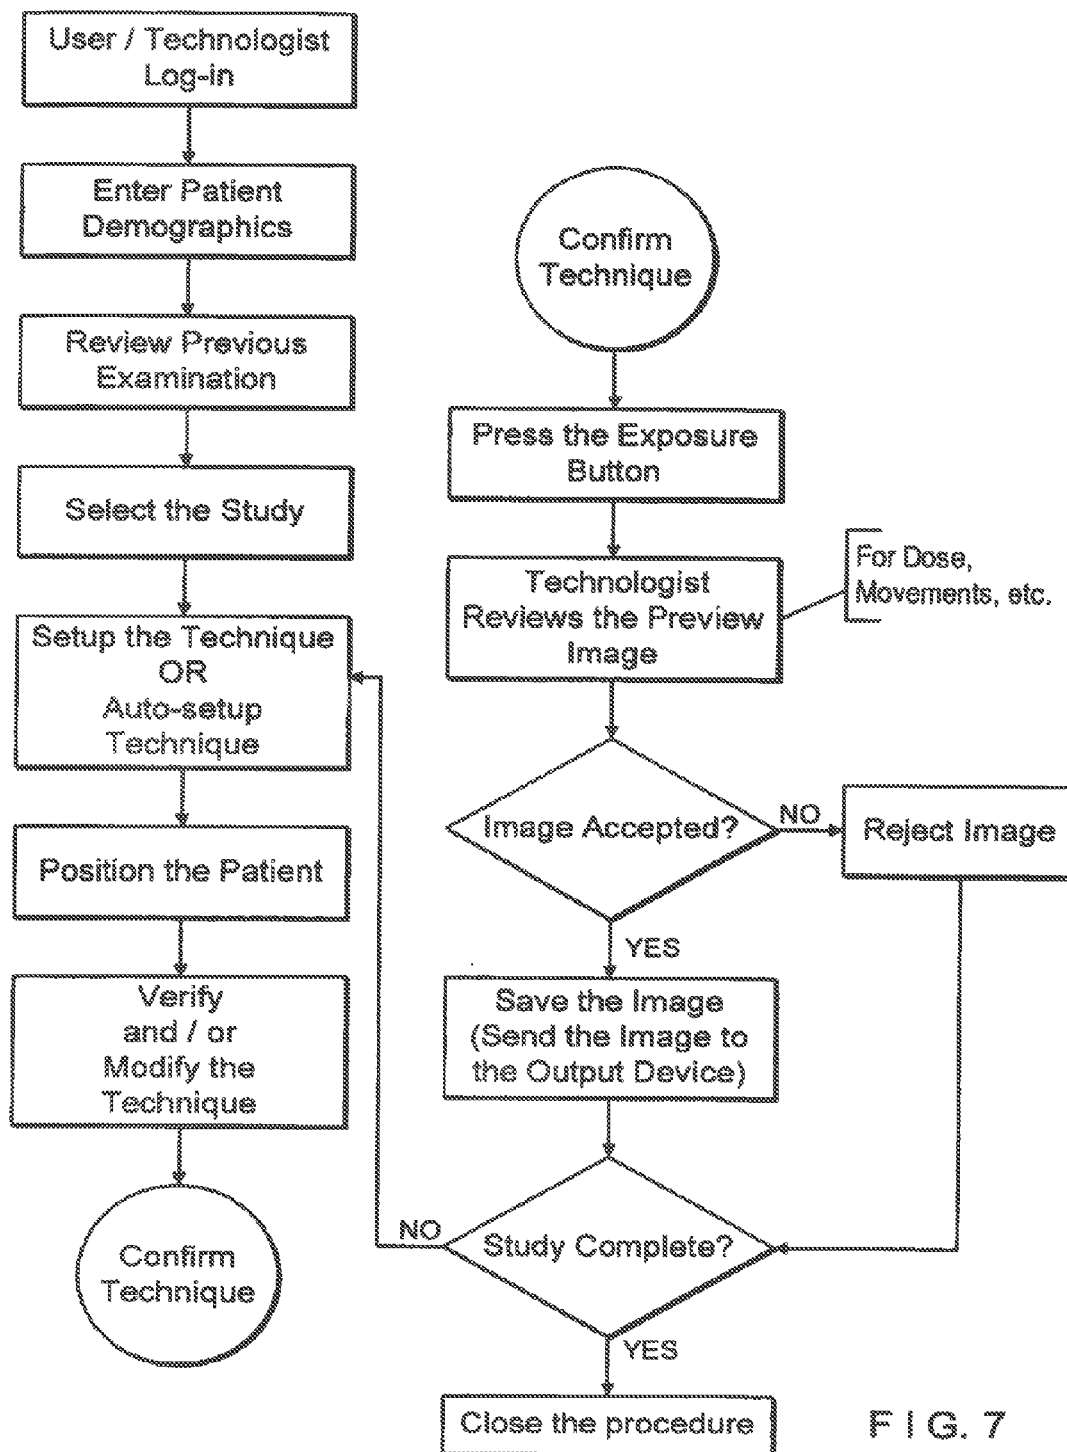 User / Technologist
Log-in
Enter Patient
Demographics
Review Previous
Examination
Select the Study
Setup the Technique
OR
Auto-setup
Technique
Position the Patient
Verify
and / or
Modify the
Technique
Confirm
Technique
Confirm
Technique
Press the Exposure
Button
Technologist
Reviews the Preview
Image
For Dose,
Movements, etc.
Image Accepted?
NO
Reject Image
YES
Save the Image
(Send the Image to
the Output Device)
Study Complete?
NO
YES
Close the procedure
FIG. 7